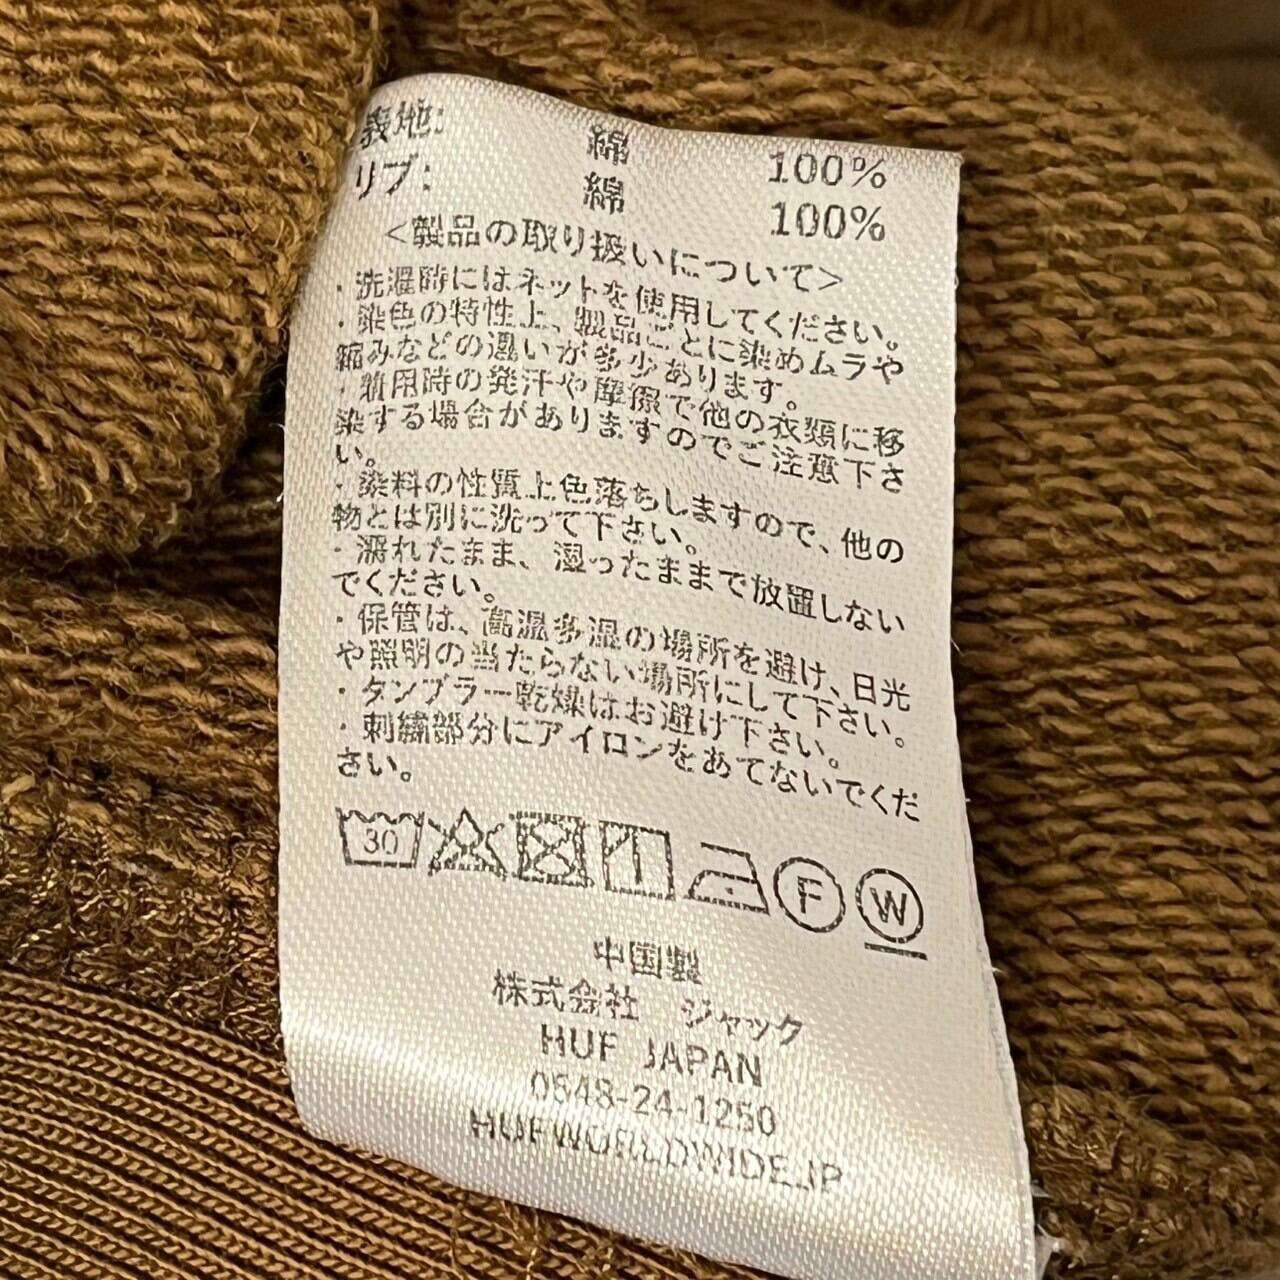 表地: 綿 100%
リブ: 綿 100%
<製品の取り扱いについて>
・洗濯時にはネットを使用してください。
・染色の特性上、製品ごとに染めムラや
縮みなどの違いが多少あります。
・着用時の発汗や摩擦で他の衣類に移
染する場合がありますのでご注意下さ
い。
・染料の性質上色落ちしますので、他の
物とは別に洗って下さい。
・濡れたまま、湿ったままで放置しない
でください。
・保管は、高温多湿の場所を避け、日光
や照明の当たらない場所にして下さい。
・タンブラー乾燥はお避け下さい。
・刺繍部分にアイロンをあてないでくだ
さい。
30 F W
中国製
株式会社 ジャック
HUF JAPAN
0548-24-1250
HUFWORLDWIDE.JP